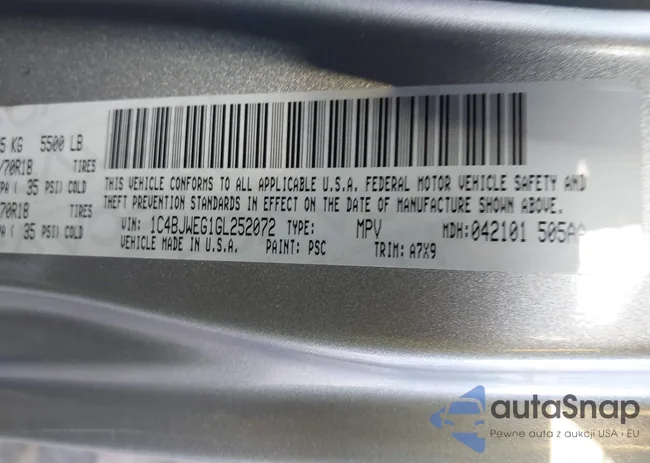 5 KG 5500 LB
/70R18 TIRES
PA ( 35 PSI) COLD
70R18 TIRES
PA ( 35 PSI) COLD
THIS VEHICLE CONFORMS TO ALL APPLICABLE U.S.A. FEDERAL MOTOR VEHICLE SAFETY AND
THEFT PREVENTION STANDARDS IN EFFECT ON THE DATE OF MANUFACTURE SHOWN ABOVE.
VIN: 1C4BJWEG1GL252072 TYPE: MPV MDH: 042101 505A
VEHICLE MADE IN U.S.A. PAINT: PSC TRIM: A7X9
autaSnap
Pewne auta z aukcji USA i EU